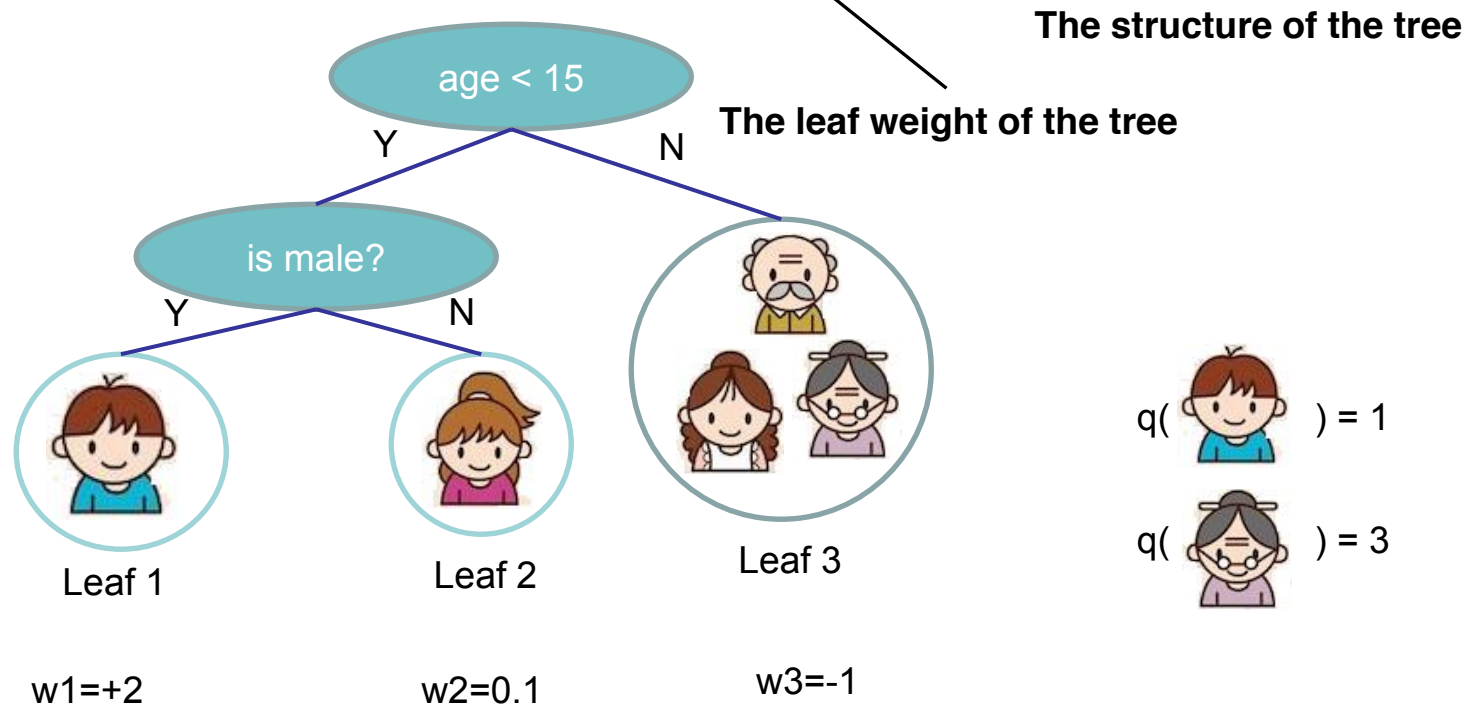 The structure of the tree
age < 15
The leaf weight of the tree
Y
N
is male?
Y
N
q( ) = 1
q( ) = 3
Leaf 1
Leaf 2
Leaf 3
w1=+2
w2=0.1
w3=-1